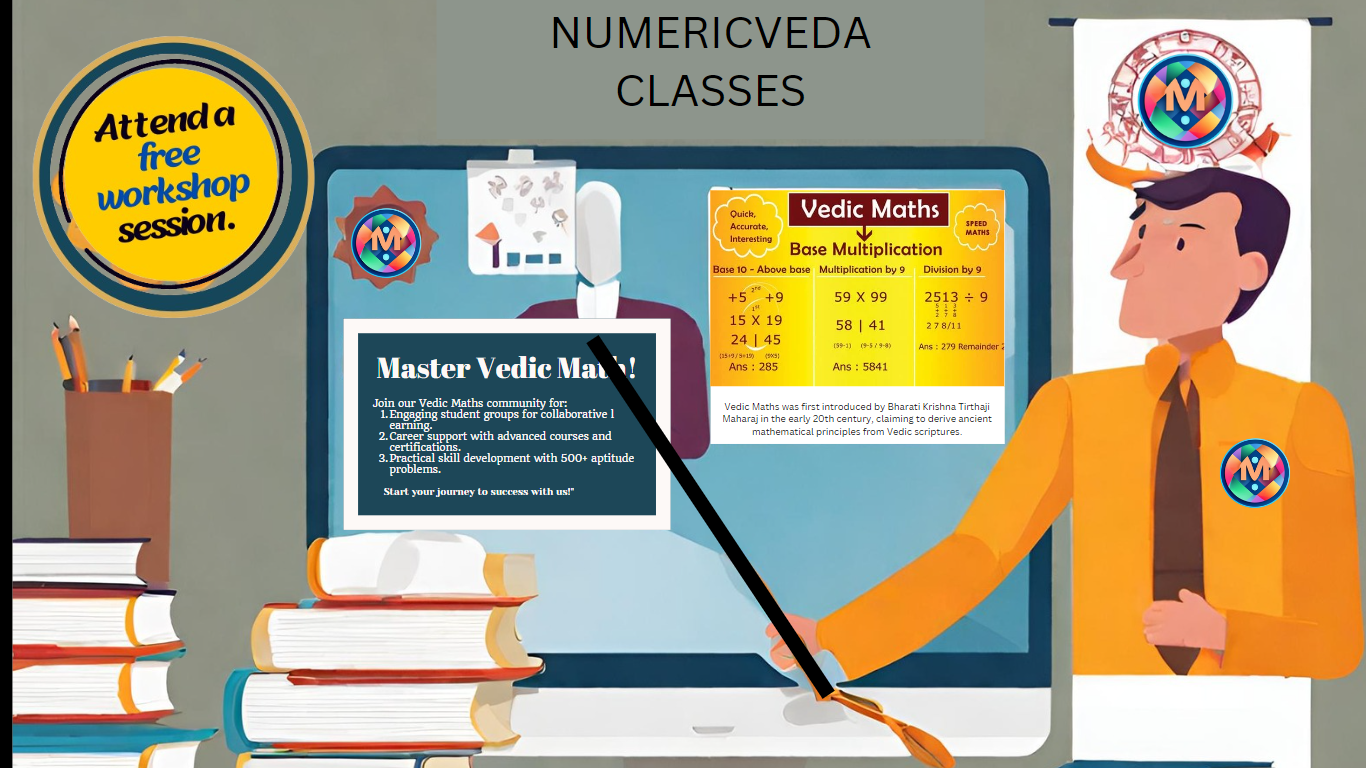 NUMERICVEDA
CLASSES
Attend a
free
workshop
session.
M
M
Vedic Maths
Quick,
Accurate,
Interesting
SPEED
MATHS
Base Multiplication
Base 10 - Above base
Multiplication by 9
Division by 9
+5 2nd +9
1st
15 X 19
24 | 45
(15+9 / 5+19) (9X5)
Ans : 285
59 X 99
58 | 41
(59-1) (9-5 / 9-8)
Ans : 5841
2513 ÷ 9
2 7 8/11
Ans : 279 Remainder 2
Vedic Maths was first introduced by Bharati Krishna Tirthaji
Maharaj in the early 20th century, claiming to derive ancient
mathematical principles from Vedic scriptures.
Master Vedic Math!
Join our Vedic Maths community for:
1. Engaging student groups for collaborative l
earning.
2. Career support with advanced courses and
certifications.
3. Practical skill development with 500+ aptitude
problems.
Start your journey to success with us!"
M